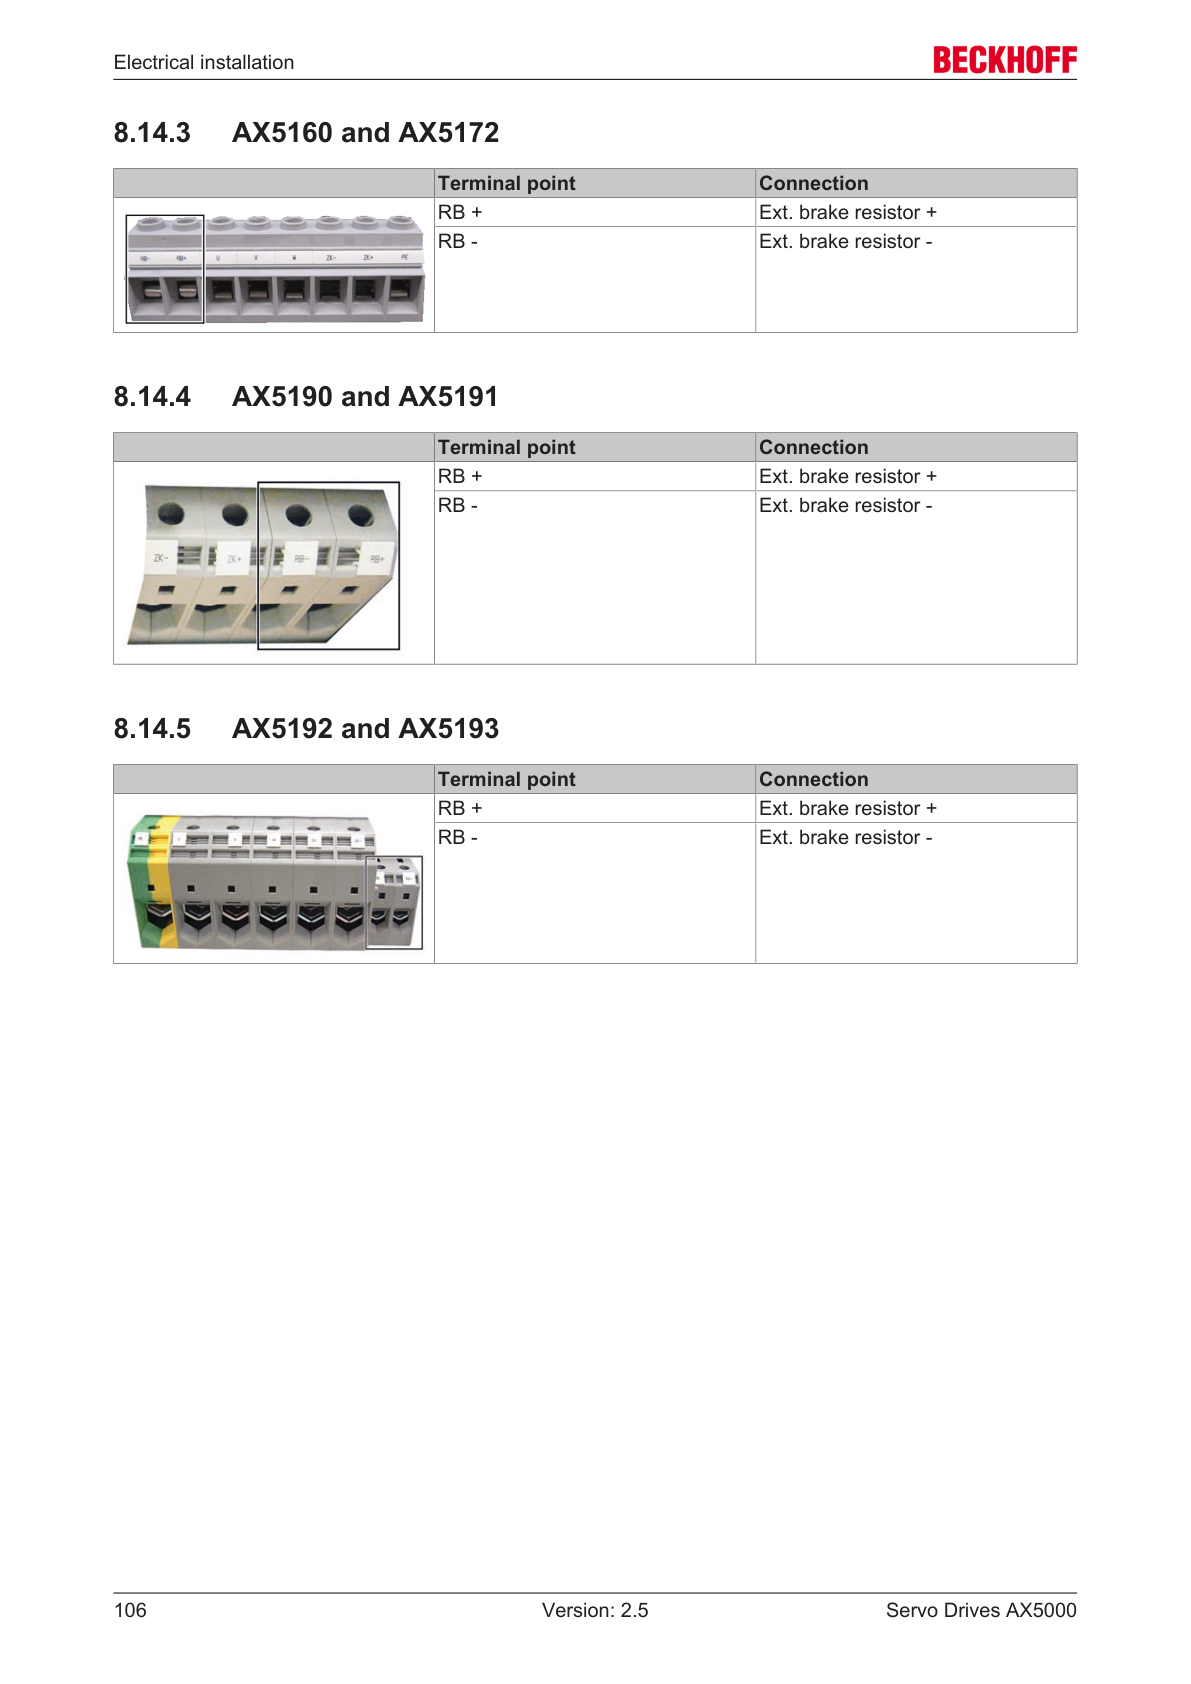 Electrical installation
BECKHOFF
8.14.3 AX5160 and AX5172
Terminal point Connection
RB + Ext. brake resistor +
RB - Ext. brake resistor -
RB- RB+ U V W ZK- ZK+ PE
8.14.4 AX5190 and AX5191
Terminal point Connection
RB + Ext. brake resistor +
RB - Ext. brake resistor -
ZK- ZK+ RB- RB+
8.14.5 AX5192 and AX5193
Terminal point Connection
RB + Ext. brake resistor +
RB - Ext. brake resistor -
106 Version: 2.5 Servo Drives AX5000